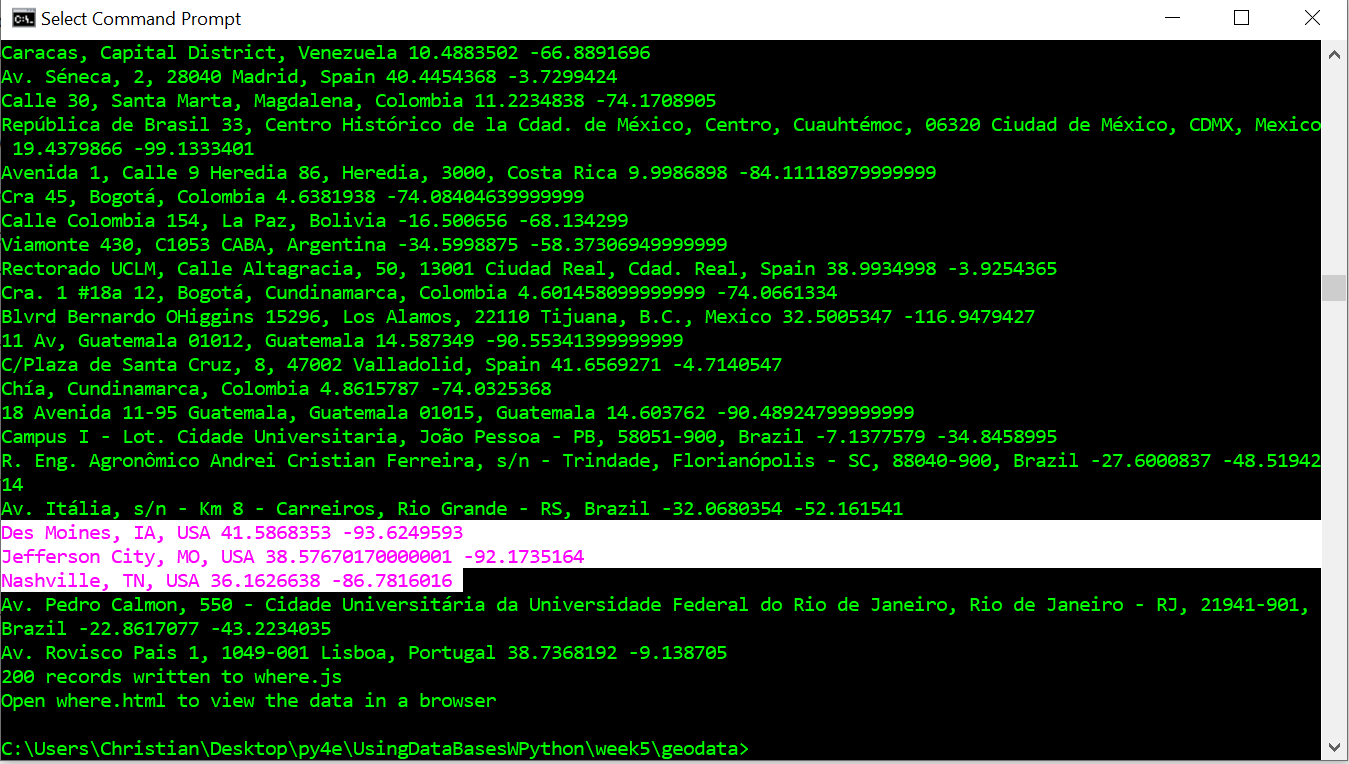 Select Command Prompt
Caracas, Capital District, Venezuela 10.4883502 -66.8891696
Av. Séneca, 2, 28040 Madrid, Spain 40.4454368 -3.7299424
Calle 30, Santa Marta, Magdalena, Colombia 11.2234838 -74.1708905
República de Brasil 33, Centro Histórico de la Cdad. de México, Centro, Cuauhtémoc, 06320 Ciudad de México, CDMX, Mexico
19.4379866 -99.1333401
Avenida 1, Calle 9 Heredia 86, Heredia, 3000, Costa Rica 9.9986898 -84.11118979999999
Cra 45, Bogotá, Colombia 4.6381938 -74.08404639999999
Calle Colombia 154, La Paz, Bolivia -16.500656 -68.134299
Viamonte 430, C1053 CABA, Argentina -34.5998875 -58.37306949999999
Rectorado UCLM, Calle Altagracia, 50, 13001 Ciudad Real, Cdad. Real, Spain 38.9934998 -3.9254365
Cra. 1 #18a 12, Bogotá, Cundinamarca, Colombia 4.601458099999999 -74.0661334
Blvrd Bernardo OHiggins 15296, Los Alamos, 22110 Tijuana, B.C., Mexico 32.5005347 -116.9479427
11 Av, Guatemala 01012, Guatemala 14.587349 -90.55341399999999
C/Plaza de Santa Cruz, 8, 47002 Valladolid, Spain 41.6569271 -4.7140547
Chía, Cundinamarca, Colombia 4.8615787 -74.0325368
18 Avenida 11-95 Guatemala, Guatemala 01015, Guatemala 14.603762 -90.48924799999999
Campus I - Lot. Cidade Universitaria, João Pessoa - PB, 58051-900, Brazil -7.1377579 -34.8458995
R. Eng. Agronômico Andrei Cristian Ferreira, s/n - Trindade, Florianópolis - SC, 88040-900, Brazil -27.6000837 -48.51942
14
Av. Itália, s/n - Km 8 - Carreiros, Rio Grande - RS, Brazil -32.0680354 -52.161541
Des Moines, IA, USA 41.5868353 -93.6249593
Jefferson City, MO, USA 38.57670170000001 -92.1735164
Nashville, TN, USA 36.1626638 -86.7816016
Av. Pedro Calmon, 550 - Cidade Universitária da Universidade Federal do Rio de Janeiro, Rio de Janeiro - RJ, 21941-901,
Brazil -22.8617077 -43.2234035
Av. Rovisco Pais 1, 1049-001 Lisboa, Portugal 38.7368192 -9.138705
200 records written to where.js
Open where.html to view the data in a browser
C:\Users\Christian\Desktop\py4e\UsingDataBasesWPython\week5\geodata>